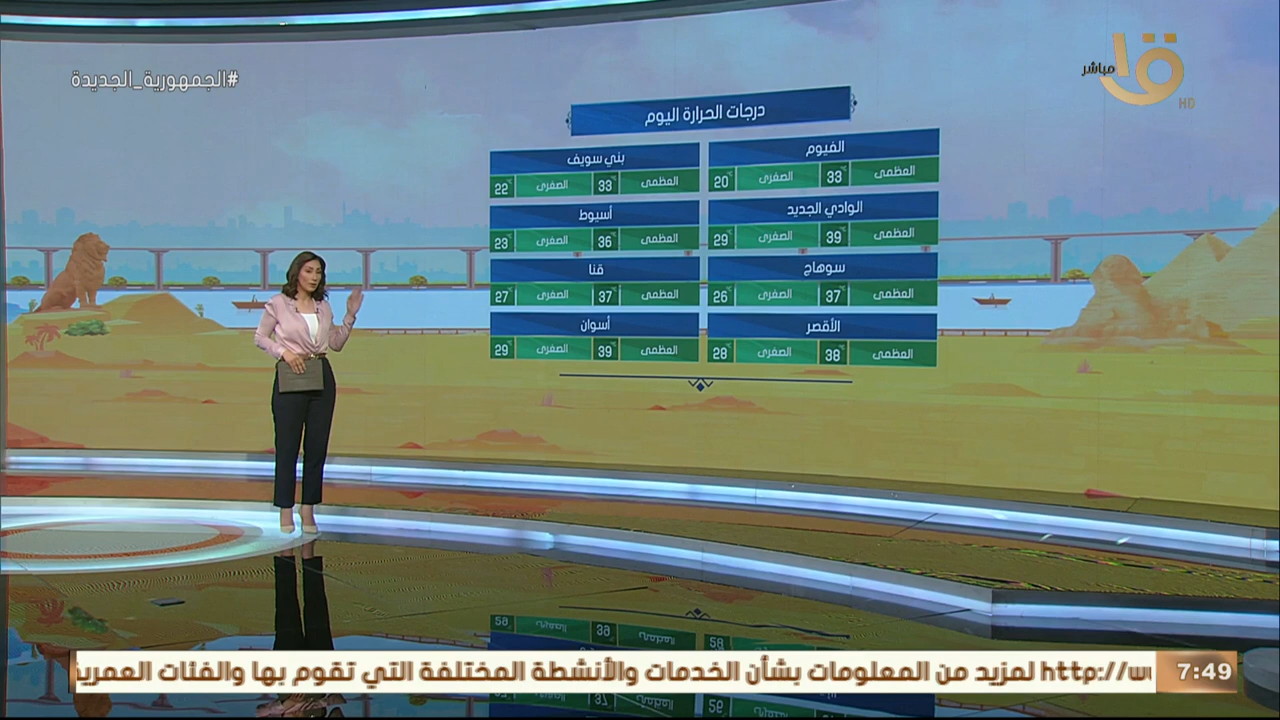 #الجمهورية_الجديدة
مباشر
HD
درجات الحرارة اليوم
الفيوم
العظمى 33 الصغرى 20
بني سويف
العظمى 33 الصغرى 22
الوادي الجديد
العظمى 39 الصغرى 29
أسيوط
العظمى 36 الصغرى 23
سوهاج
العظمى 37 الصغرى 26
قنا
العظمى 37 الصغرى 27
الأقصر
العظمى 38 الصغرى 28
أسوان
العظمى 39 الصغرى 29
لمزيد من المعلومات بشأن الخدمات والأنشطة المختلفة التي تقوم بها والفئات
7:49